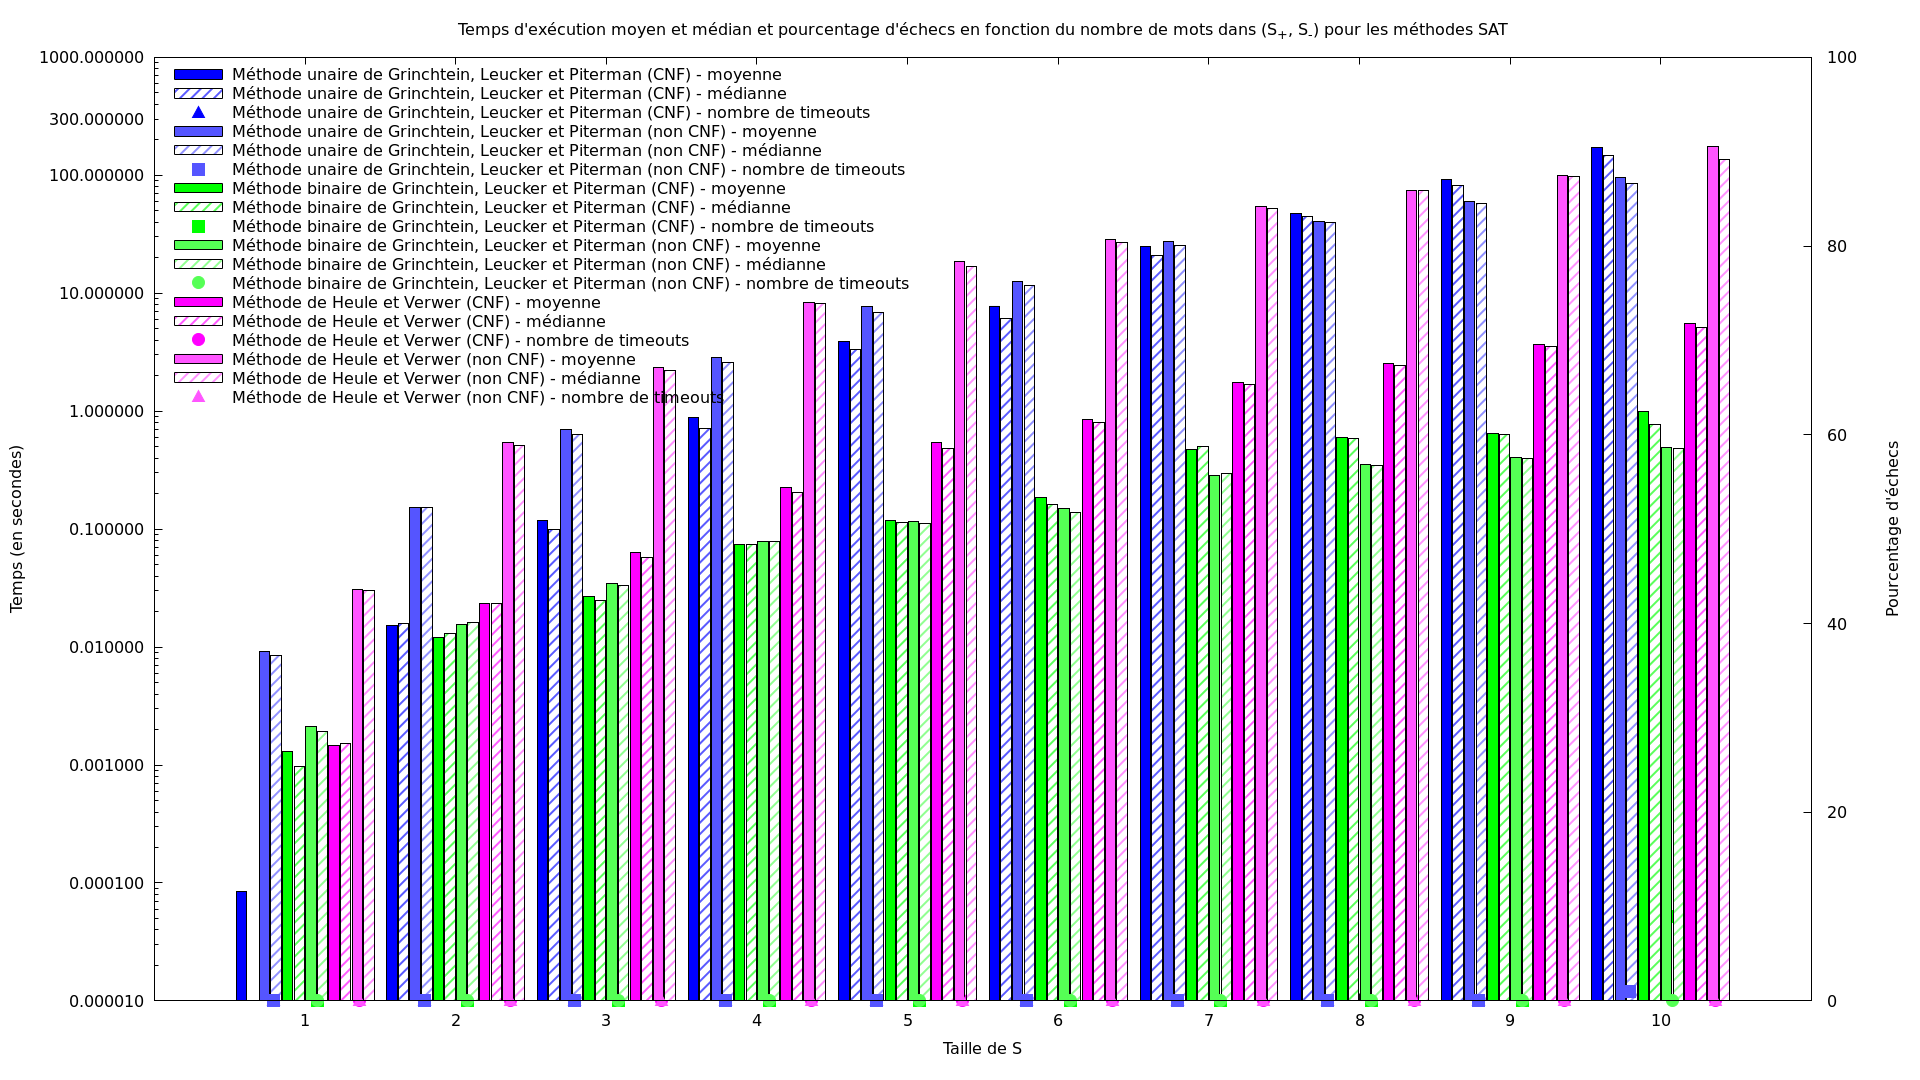 Temps d'exécution moyen et médian et pourcentage d'échecs en fonction du nombre de mots dans (S+, S-) pour les méthodes SAT
1000.000000
300.000000
100.000000
10.000000
1.000000
0.100000
0.010000
0.001000
0.000100
0.000010
Temps (en secondes)
Méthode unaire de Grinchtein, Leucker et Piterman (CNF) - moyenne
Méthode unaire de Grinchtein, Leucker et Piterman (CNF) - médianne
Méthode unaire de Grinchtein, Leucker et Piterman (CNF) - nombre de timeouts
Méthode unaire de Grinchtein, Leucker et Piterman (non CNF) - moyenne
Méthode unaire de Grinchtein, Leucker et Piterman (non CNF) - médianne
Méthode unaire de Grinchtein, Leucker et Piterman (non CNF) - nombre de timeouts
Méthode binaire de Grinchtein, Leucker et Piterman (CNF) - moyenne
Méthode binaire de Grinchtein, Leucker et Piterman (CNF) - médianne
Méthode binaire de Grinchtein, Leucker et Piterman (CNF) - nombre de timeouts
Méthode binaire de Grinchtein, Leucker et Piterman (non CNF) - moyenne
Méthode binaire de Grinchtein, Leucker et Piterman (non CNF) - médianne
Méthode binaire de Grinchtein, Leucker et Piterman (non CNF) - nombre de timeouts
Méthode de Heule et Verwer (CNF) - moyenne
Méthode de Heule et Verwer (CNF) - médianne
Méthode de Heule et Verwer (CNF) - nombre de timeouts
Méthode de Heule et Verwer (non CNF) - moyenne
Méthode de Heule et Verwer (non CNF) - médianne
Méthode de Heule et Verwer (non CNF) - nombre de timeouts
100
80
60
40
20
0
Pourcentage d'échecs
1 2 3 4 5 6 7 8 9 10
Taille de S